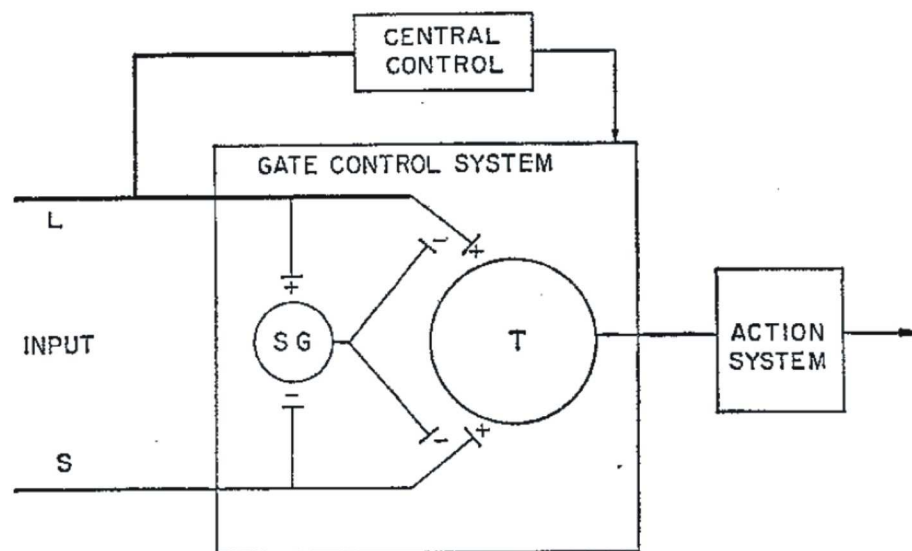 CENTRAL
CONTROL
GATE CONTROL SYSTEM
L
+
-
+
SG
T
INPUT
ACTION
SYSTEM
-
-
+
S